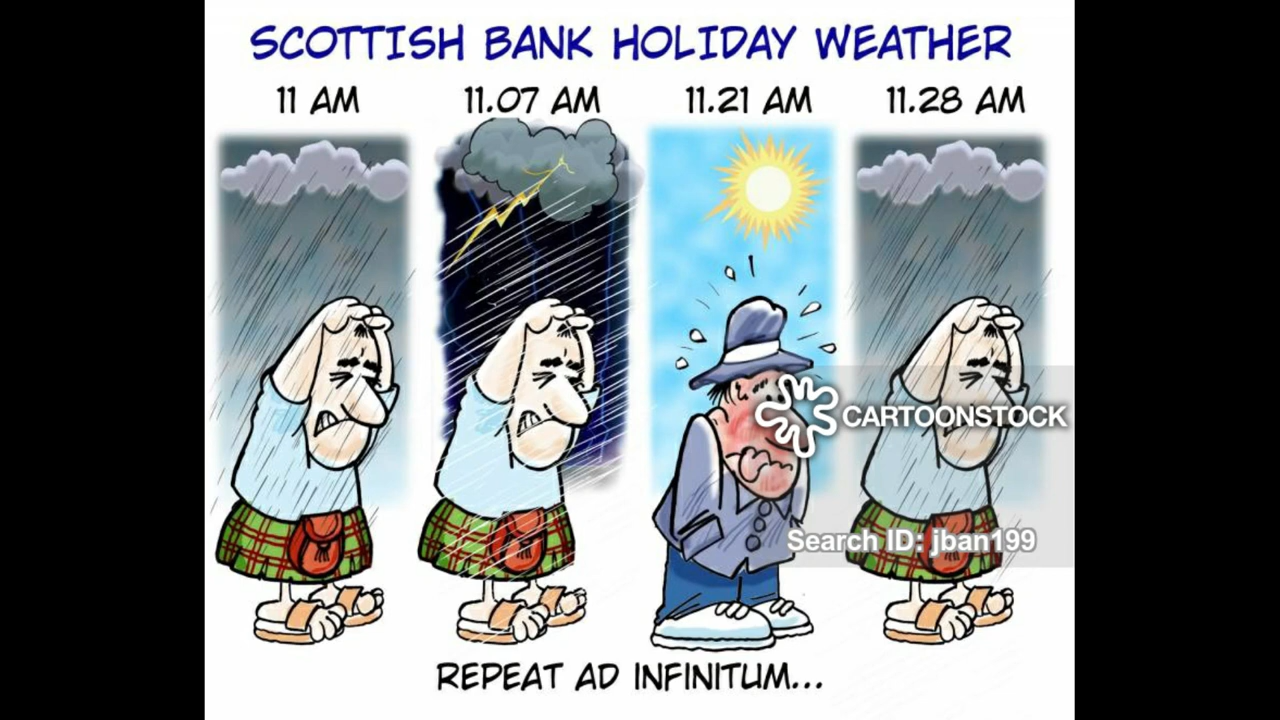 SCOTTISH BANK HOLIDAY WEATHER
11 AM 11.07 AM 11.21 AM 11.28 AM
CARTOONSTOCK
Search ID: jban199
REPEAT AD INFINITUM...